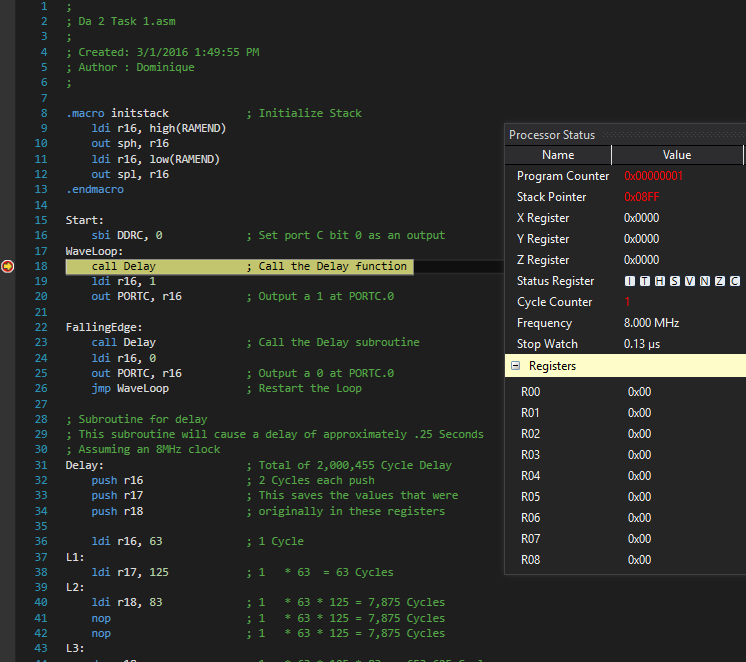 1 ;
2 ; Da 2 Task 1.asm
3 ;
4 ; Created: 3/1/2016 1:49:55 PM
5 ; Author : Dominique
6 ;
7
8 .macro initstack ; Initialize Stack
9 ldi r16, high(RAMEND)
10 out sph, r16
11 ldi r16, low(RAMEND)
12 out spl, r16
13 .endmacro
14
15 Start:
16 sbi DDRC, 0 ; Set port C bit 0 as an output
17 WaveLoop:
18 call Delay ; Call the Delay function
19 ldi r16, 1
20 out PORTC, r16 ; Output a 1 at PORTC.0
21
22 FallingEdge:
23 call Delay ; Call the Delay subroutine
24 ldi r16, 0
25 out PORTC, r16 ; Output a 0 at PORTC.0
26 jmp WaveLoop ; Restart the Loop
27
28 ; Subroutine for delay
29 ; This subroutine will cause a delay of approximately .25 Seconds
30 ; Assuming an 8MHz clock
31 Delay: ; Total of 2,000,455 Cycle Delay
32 push r16 ; 2 Cycles each push
33 push r17 ; This saves the values that were
34 push r18 ; originally in these registers
35
36 ldi r16, 63 ; 1 Cycle
37 L1:
38 ldi r17, 125 ; 1 * 63 = 63 Cycles
39 L2:
40 ldi r18, 83 ; 1 * 63 * 125 = 7,875 Cycles
41 nop ; 1 * 63 * 125 = 7,875 Cycles
42 nop ; 1 * 63 * 125 = 7,875 Cycles
43 L3:
Processor Status
Name Value
Program Counter 0x00000001
Stack Pointer 0x08FF
X Register 0x0000
Y Register 0x0000
Z Register 0x0000
Status Register I T H S V N Z C
Cycle Counter 1
Frequency 8.000 MHz
Stop Watch 0.13 µs
Registers
R00 0x00
R01 0x00
R02 0x00
R03 0x00
R04 0x00
R05 0x00
R06 0x00
R07 0x00
R08 0x00